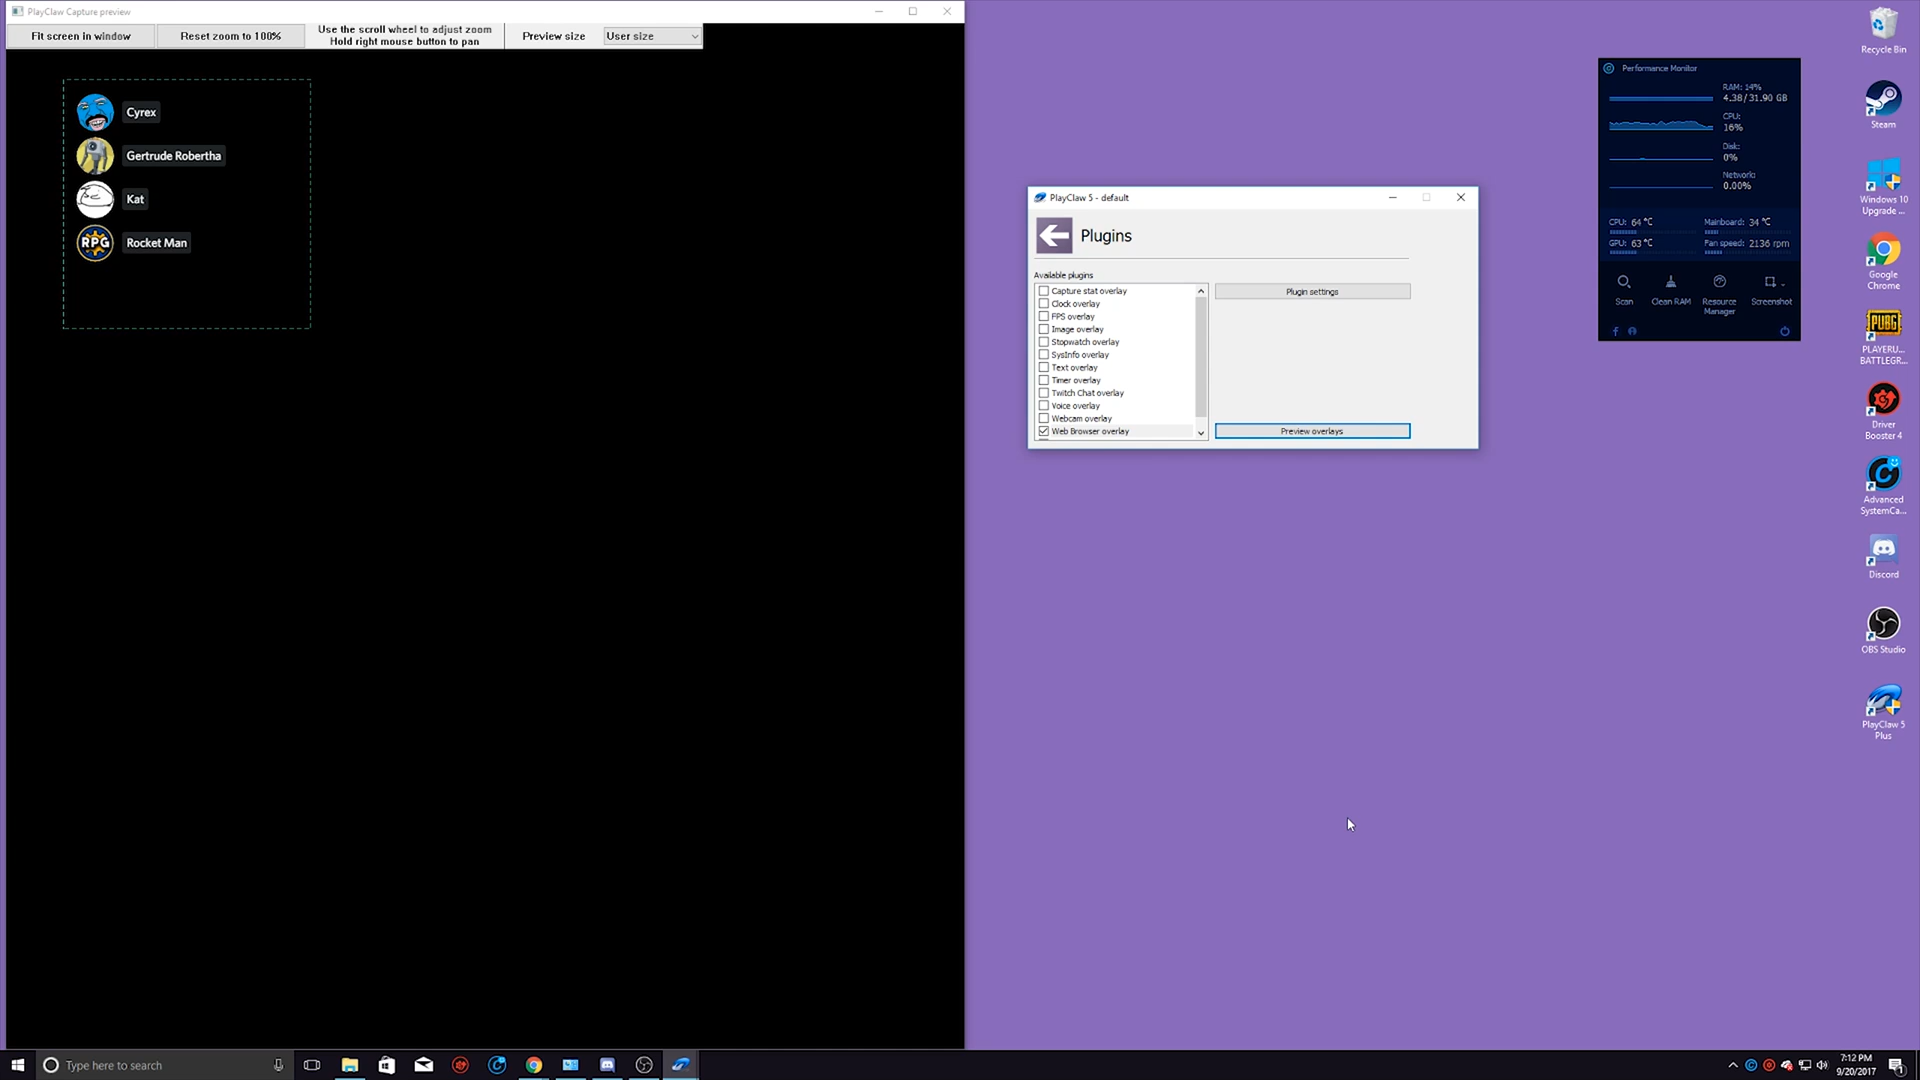 PlayClaw Capture preview
Fit screen in window
Reset zoom to 100%
Use the scroll wheel to adjust zoom
Hold right mouse button to pan
Preview size
User size
Cyrex
Gertrude Robertha
Kat
RPG
Rocket Man
PlayClaw 5 - default
Plugins
Available plugins
Capture stat overlay
Clock overlay
FPS overlay
Image overlay
Stopwatch overlay
SysInfo overlay
Text overlay
Timer overlay
Twitch Chat overlay
Voice overlay
Webcam overlay
Web Browser overlay
Plugin settings
Preview overlays
Performance Monitor
RAM: 14%
4.38/31.90 GB
CPU:
16%
Disk:
0%
Network:
0.00%
CPU: 64 °C
Mainboard: 34 °C
GPU: 63 °C
Fan speed: 2136 rpm
Scan
Clean RAM
Resource
Manager
Screenshot
Recycle Bin
Steam
Windows 10
Upgrade ...
Google
Chrome
PUBG
PLAYERU...
BATTLEGR...
Driver
Booster 4
Advanced
SystemCa...
Discord
OBS Studio
PlayClaw 5
Plus
Type here to search
7:12 PM
9/20/2017